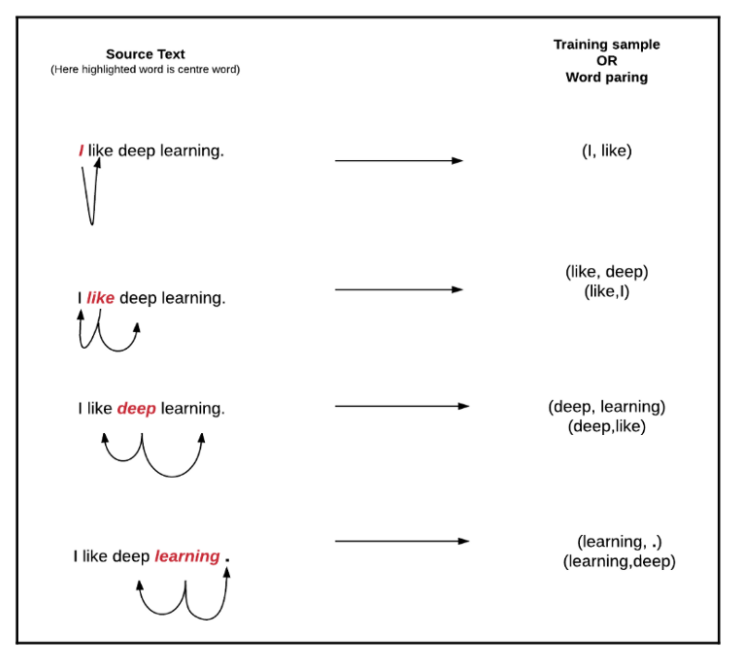 Source Text
(Here highlighted word is centre word)
Training sample
OR
Word paring
I like deep learning.
(I, like)
I like deep learning.
(like, deep)
(like,I)
I like deep learning.
(deep, learning)
(deep,like)
I like deep learning .
(learning, .)
(learning,deep)